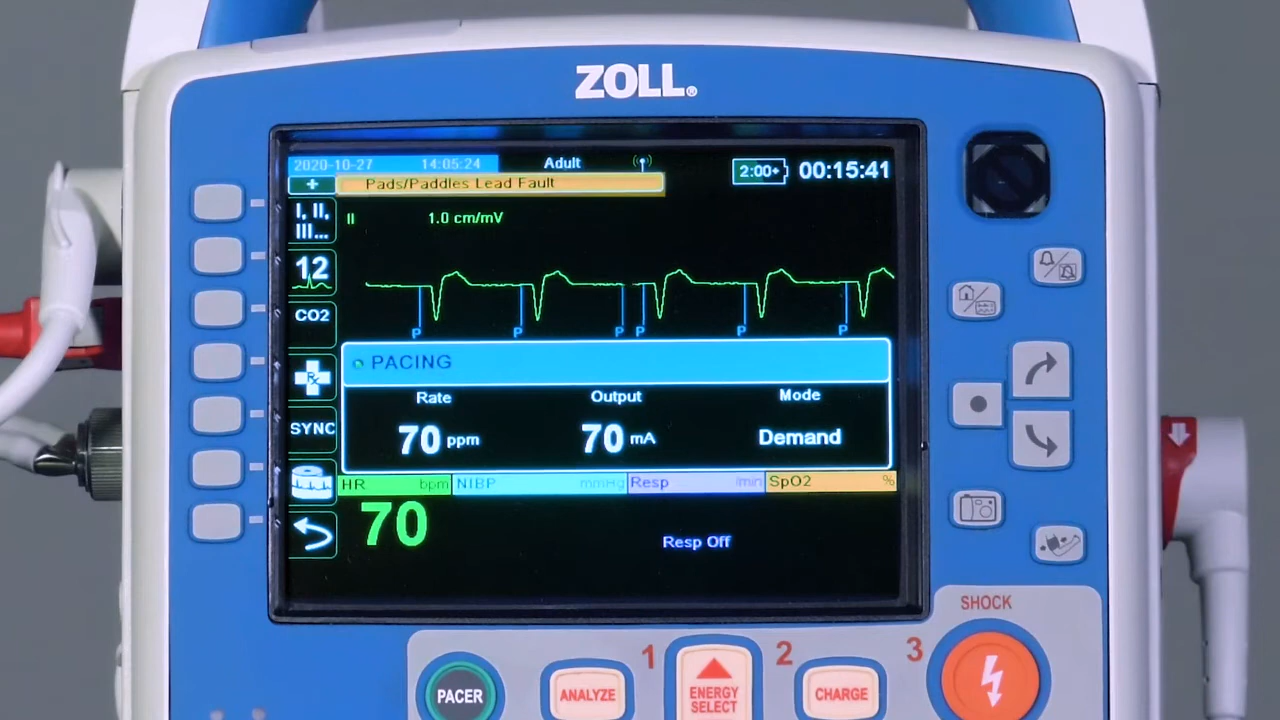 ZOLL®
2020-10-27 14:05:24 Adult 2:00+ 00:15:41
+ Pads/Paddles Lead Fault
I, II,
III...
II 1.0 cm/mV
12
CO2
P P P P P P
PACING
Rate Output Mode
Rx
70 ppm 70 mA Demand
SYNC
HR bpm NIBP mmHg Resp /min SpO2 %
70
Resp Off
SHOCK
1 2 3
PACER
ANALYZE
ENERGY
SELECT
CHARGE